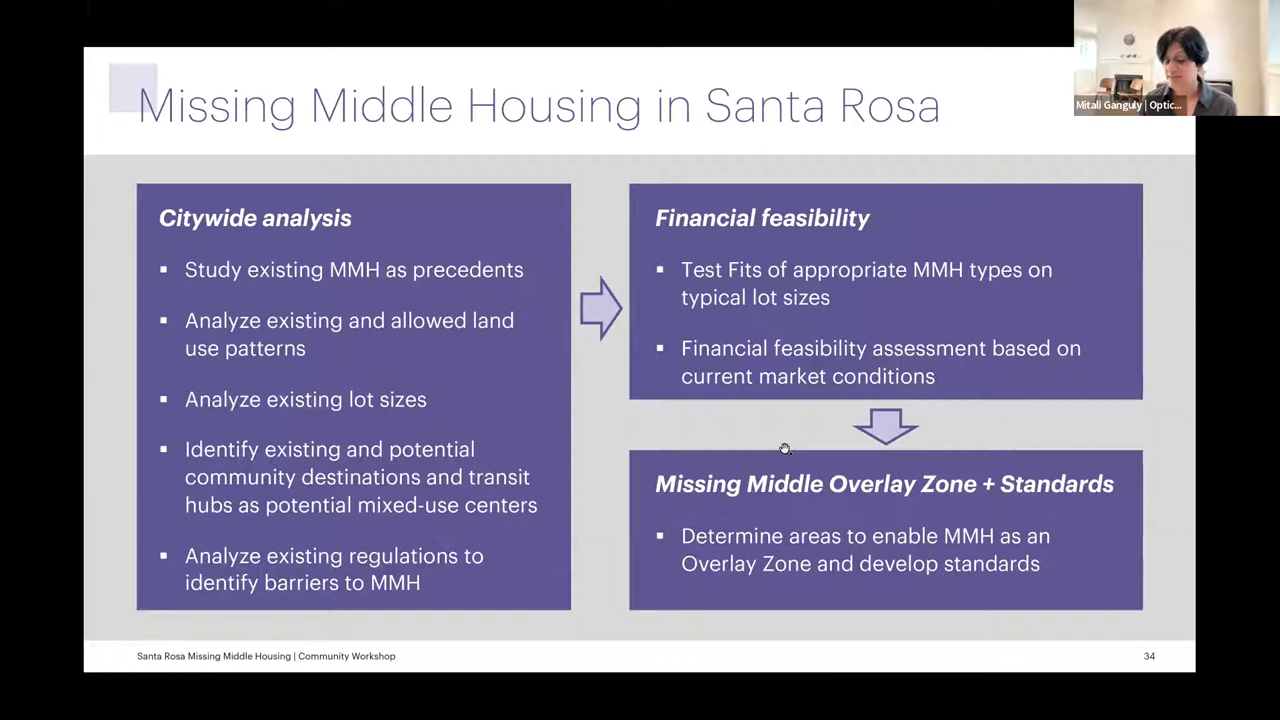 Missing Middle Housing in Santa Rosa
Mitali Ganguly | Optic...
Citywide analysis
▪ Study existing MMH as precedents
▪ Analyze existing and allowed land
use patterns
▪ Analyze existing lot sizes
▪ Identify existing and potential
community destinations and transit
hubs as potential mixed-use centers
▪ Analyze existing regulations to
identify barriers to MMH
Financial feasibility
▪ Test Fits of appropriate MMH types on
typical lot sizes
▪ Financial feasibility assessment based on
current market conditions
Missing Middle Overlay Zone + Standards
▪ Determine areas to enable MMH as an
Overlay Zone and develop standards
Santa Rosa Missing Middle Housing | Community Workshop
34